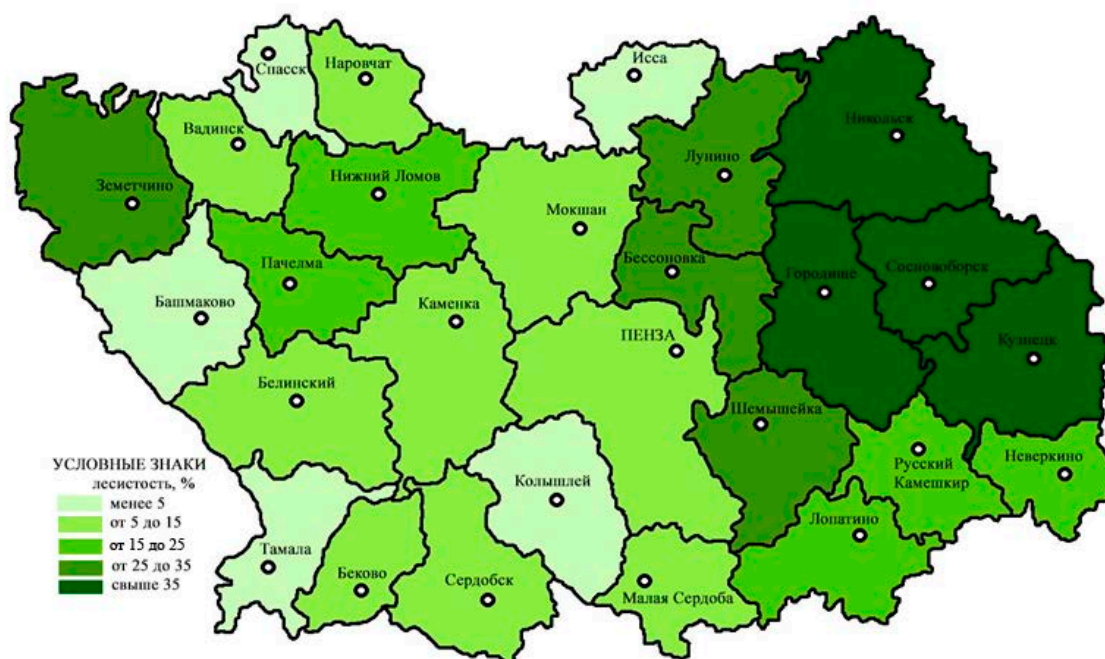 Спасск
Наровчат
Исса
Вадинск
Никольск
Лунино
Земетчино
Нижний Ломов
Мокшан
Бессоновка
Пачелма
Городище
Сосновоборск
Башмаково
Каменка
ПЕНЗА
Кузнецк
Белинский
Шемышейка
Русский
Камешкир
Неверкино
Колышлей
Лопатино
Тамала
Беково
Сердобск
Малая Сердоба
УСЛОВНЫЕ ЗНАКИ
лесистость, %
менее 5
от 5 до 15
от 15 до 25
от 25 до 35
свыше 35